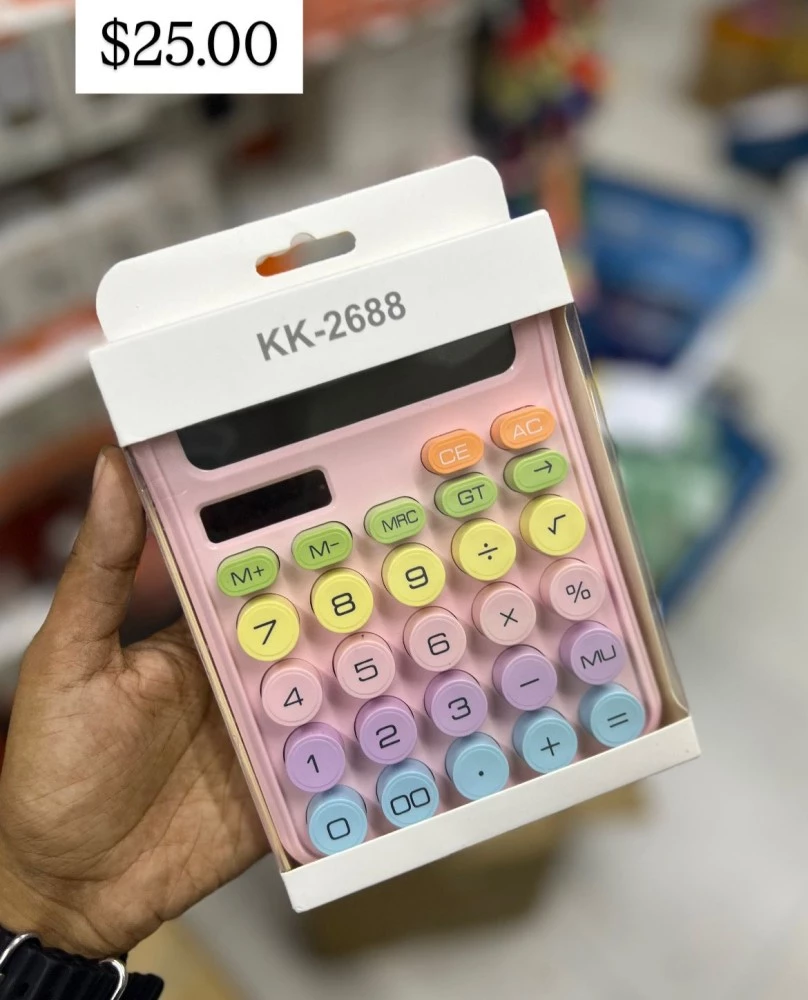 $25.00
KK-2688
CE AC
M+ M− MRC GT →
7 8 9 ÷ √
4 5 6 × %
1 2 3 − MU
0 00 . + =